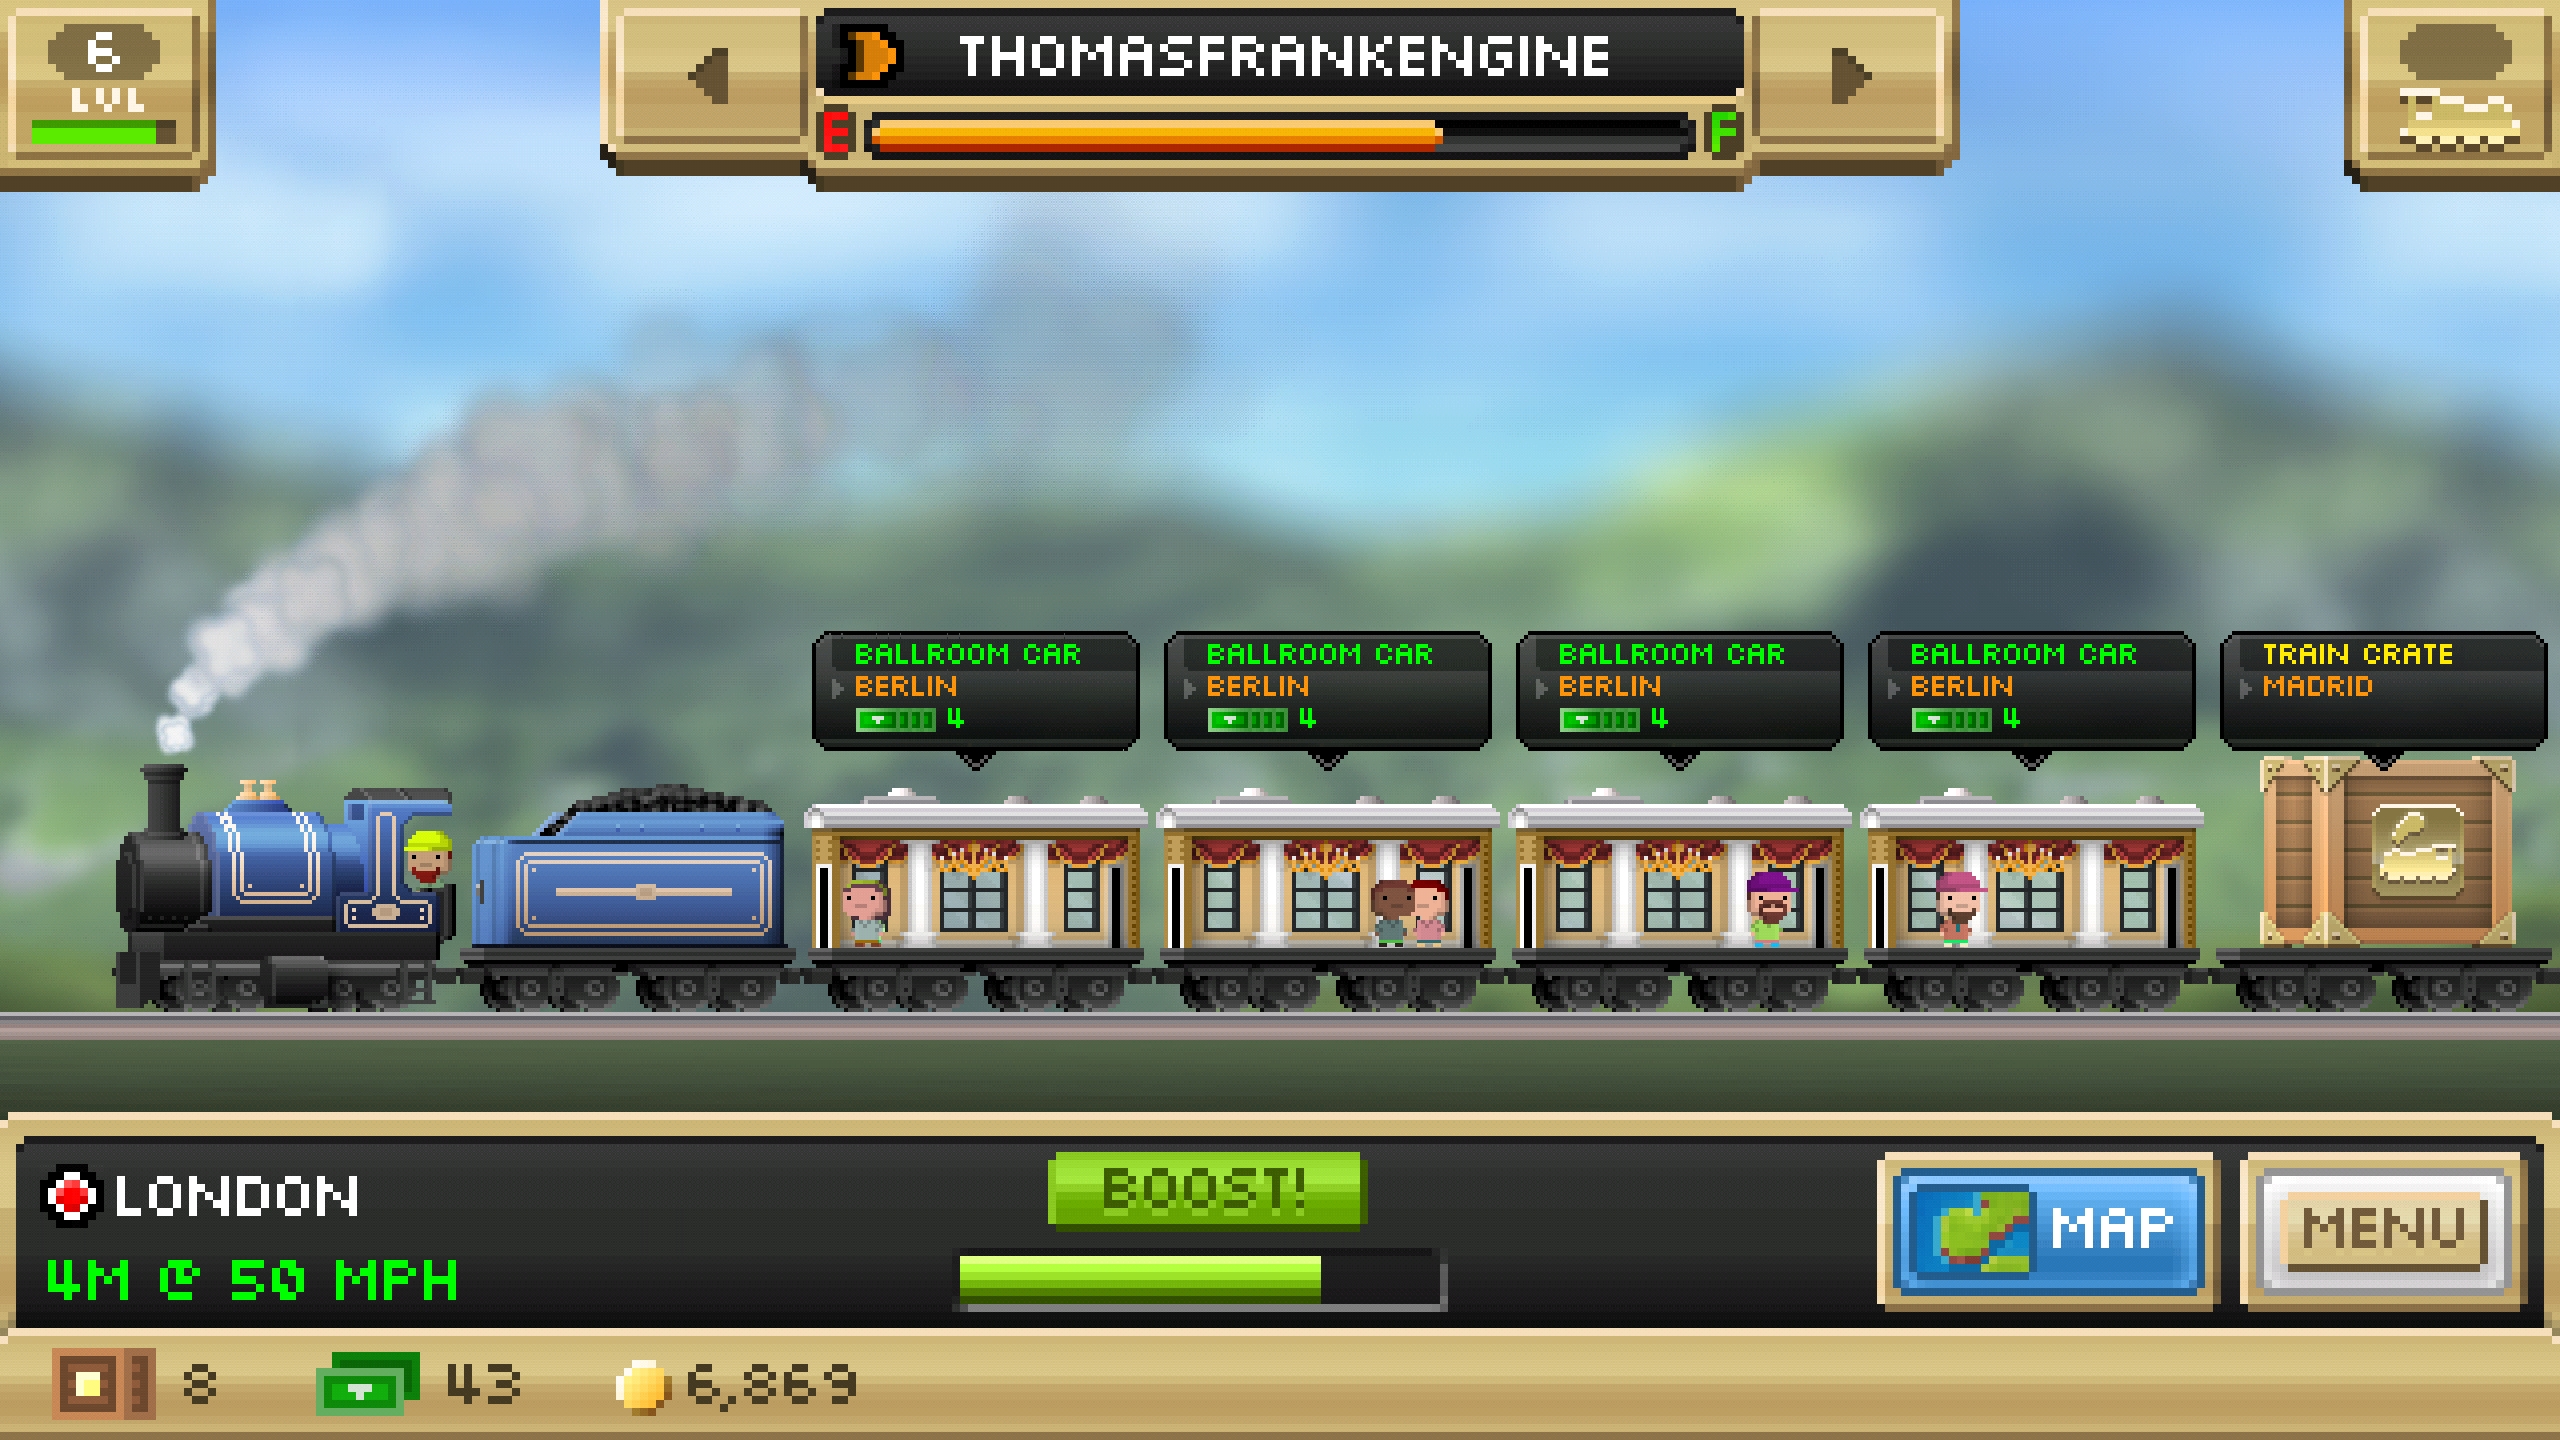 6
LVL
THOMASFRANKENGINE
E F
BALLROOM CAR
BERLIN
4
BALLROOM CAR
BERLIN
4
BALLROOM CAR
BERLIN
4
BALLROOM CAR
BERLIN
4
TRAIN CRATE
MADRID
LONDON
4M @ 50 MPH
BOOST!
MAP
MENU
8 43 6,869